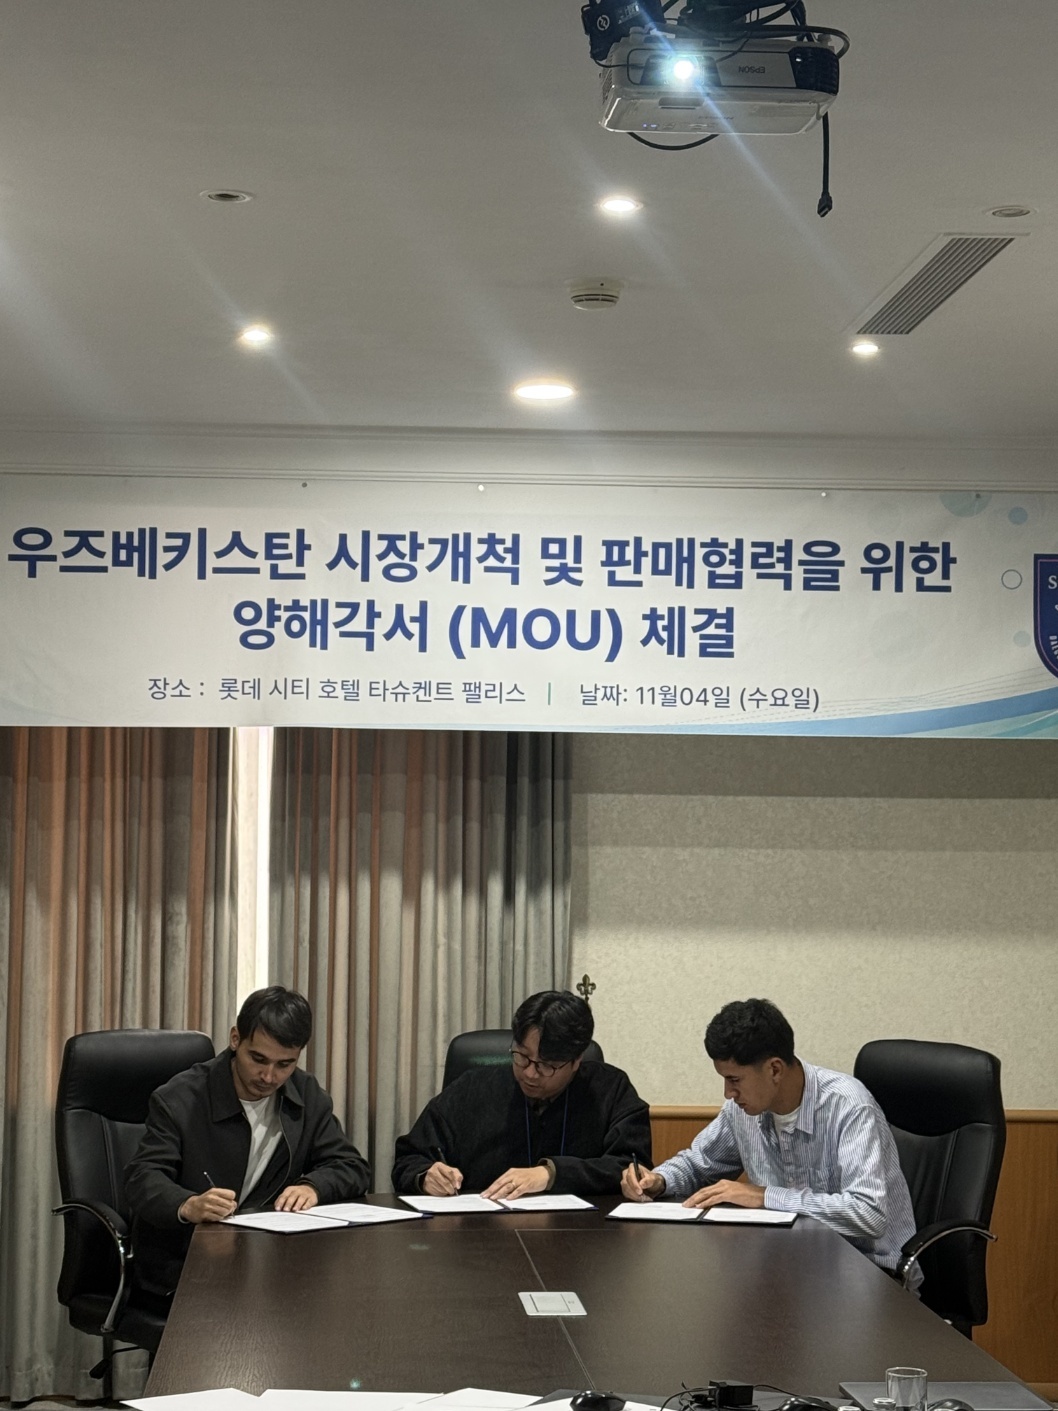 EPSON
우즈베키스탄 시장개척 및 판매협력을 위한
양해각서 (MOU) 체결
장소 : 롯데 시티 호텔 타슈켄트 팰리스 | 날짜: 11월04일 (수요일)